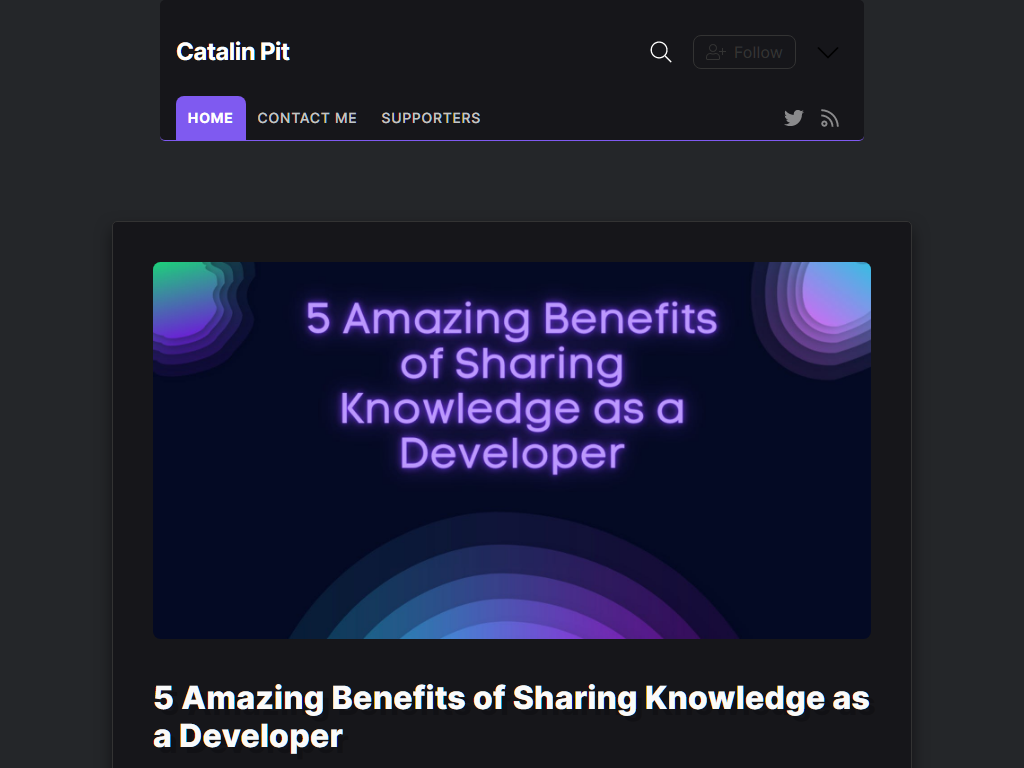 Catalin Pit
Follow
HOME CONTACT ME SUPPORTERS
5 Amazing Benefits
of Sharing
Knowledge as a
Developer
5 Amazing Benefits of Sharing Knowledge as
a Developer